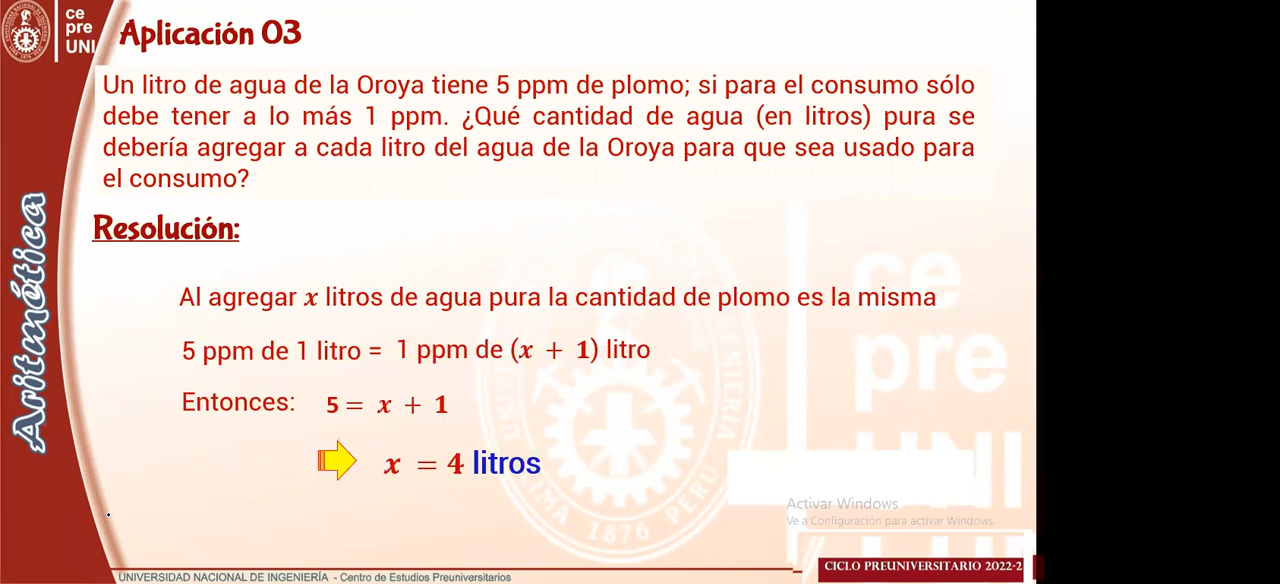 ce
pre
UNI
Aplicación 03
Un litro de agua de la Oroya tiene 5 ppm de plomo; si para el consumo sólo
debe tener a lo más 1 ppm. ¿Qué cantidad de agua (en litros) pura se
debería agregar a cada litro del agua de la Oroya para que sea usado para
el consumo?
Resolución:
Al agregar x litros de agua pura la cantidad de plomo es la misma
5 ppm de 1 litro = 1 ppm de (x + 1) litro
Entonces: 5 = x + 1
x = 4 litros
Aritmética
ce
pre
1876
LIMA PERU
Activar Windows
Ve a Configuración para activar Windows.
CICLO PREUNIVERSITARIO 2022-2
UNIVERSIDAD NACIONAL DE INGENIERÍA - Centro de Estudios Preuniversitarios